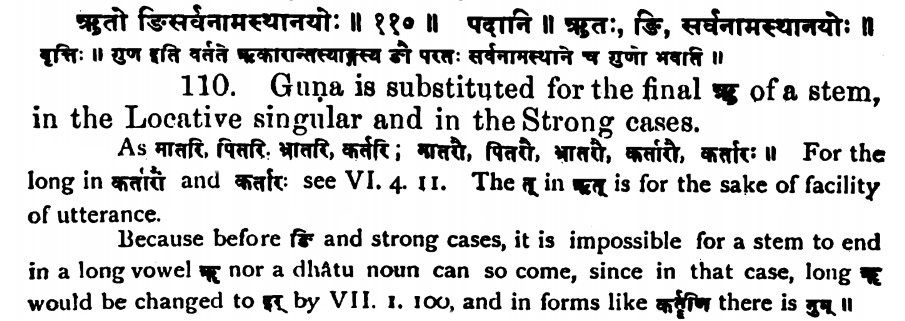 ऋतो ङिसर्वनामस्थानयोः ॥ ११० ॥ पदानि ॥ ऋतः, ङि, सर्वनामस्थानयोः ॥
वृत्तिः ॥ गुण इति वर्तते ऋकारान्तस्याङ्गस्य ङौ परतः सर्वनामस्थाने च गुणो भवति ॥
110. Guṇa is substituted for the final ऋ of a stem,
in the Locative singular and in the Strong cases.
As मातरि, पितरि, भ्रातरि, कर्तरि; मातरौ, पितरौ, भ्रातरौ, कर्तारौ, कर्तारः ॥ For the
long in कर्तारौ and कर्तारः see VI. 4. 11. The त् in ऋत् is for the sake of facility
of utterance.
Because before ङि and strong cases, it is impossible for a stem to end
in a long vowel ॠ nor a dhâtu noun can so come, since in that case, long ॠ
would be changed to इर् by VII. 1. 100, and in forms like कर्तॄणि there is नुम् ॥